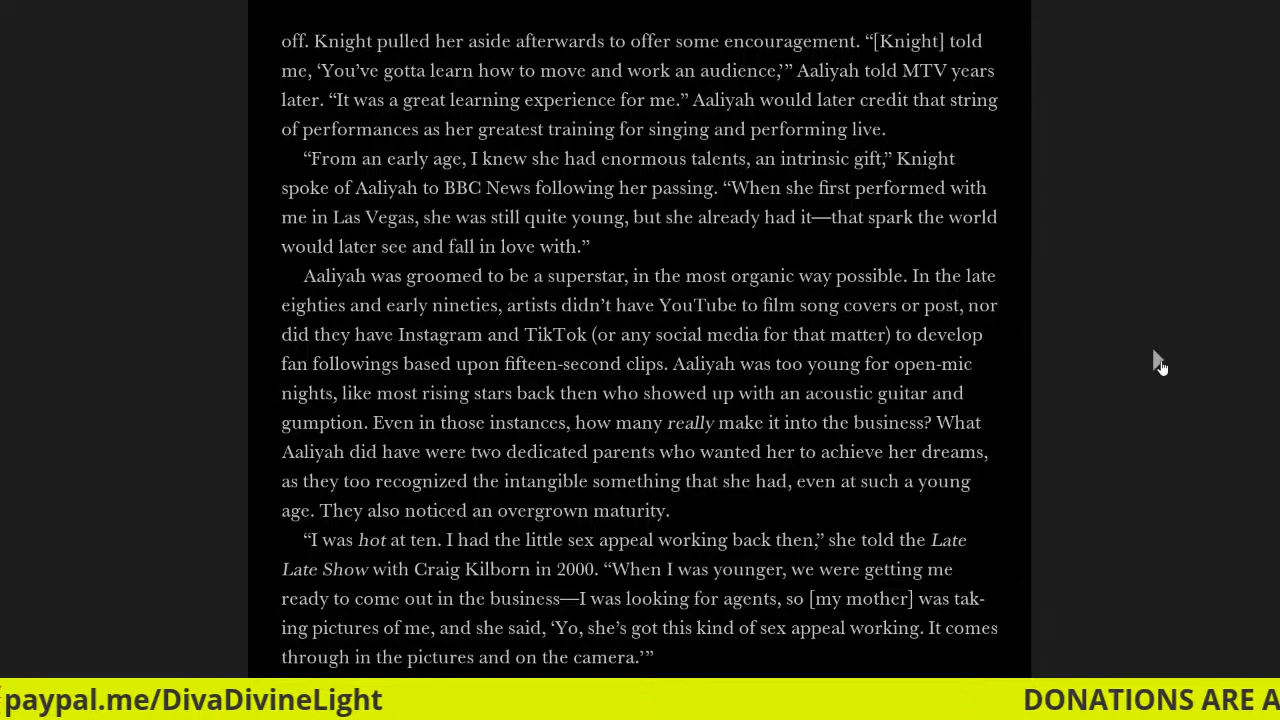 off. Knight pulled her aside afterwards to offer some encouragement. “[Knight] told
me, ‘You’ve gotta learn how to move and work an audience,’” Aaliyah told MTV years
later. “It was a great learning experience for me.” Aaliyah would later credit that string
of performances as her greatest training for singing and performing live.
“From an early age, I knew she had enormous talents, an intrinsic gift,” Knight
spoke of Aaliyah to BBC News following her passing. “When she first performed with
me in Las Vegas, she was still quite young, but she already had it—that spark the world
would later see and fall in love with.”
Aaliyah was groomed to be a superstar, in the most organic way possible. In the late
eighties and early nineties, artists didn’t have YouTube to film song covers or post, nor
did they have Instagram and TikTok (or any social media for that matter) to develop
fan followings based upon fifteen-second clips. Aaliyah was too young for open-mic
nights, like most rising stars back then who showed up with an acoustic guitar and
gumption. Even in those instances, how many really make it into the business? What
Aaliyah did have were two dedicated parents who wanted her to achieve her dreams,
as they too recognized the intangible something that she had, even at such a young
age. They also noticed an overgrown maturity.
“I was hot at ten. I had the little sex appeal working back then,” she told the Late
Late Show with Craig Kilborn in 2000. “When I was younger, we were getting me
ready to come out in the business—I was looking for agents, so [my mother] was tak-
ing pictures of me, and she said, ‘Yo, she’s got this kind of sex appeal working. It comes
through in the pictures and on the camera.’”
paypal.me/DivaDivineLight DONATIONS ARE A